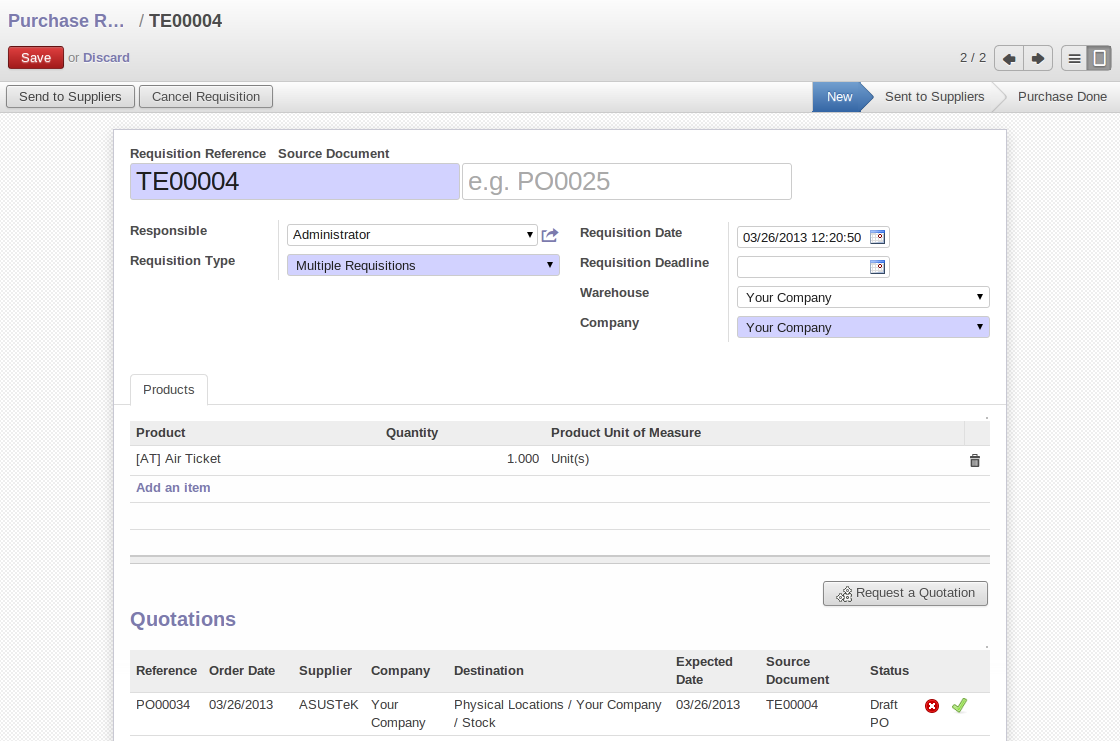 Purchase R... / TE00004
Save or Discard
2 / 2
Send to Suppliers Cancel Requisition
New Sent to Suppliers Purchase Done
Requisition Reference Source Document
TE00004 e.g. PO0025
Responsible Administrator
Requisition Type Multiple Requisitions
Requisition Date 03/26/2013 12:20:50
Requisition Deadline
Warehouse Your Company
Company Your Company
Products
Product Quantity Product Unit of Measure
[AT] Air Ticket 1.000 Unit(s)
Add an item
Request a Quotation
Quotations
Reference Order Date Supplier Company Destination Expected Date Source Document Status
PO00034 03/26/2013 ASUSTeK Your Company Physical Locations / Your Company / Stock 03/26/2013 TE00004 Draft PO